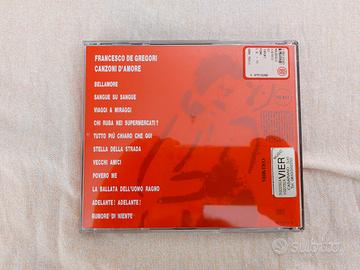 FRANCESCO DE GREGORI
CANZONI D'AMORE
BELLAMORE
SANGUE SU SANGUE
VIAGGI & MIRAGGI
CHI RUBA NEI SUPERMERCATI?
TUTTO PIÙ CHIARO CHE QUI
STELLA DELLA STRADA
VECCHI AMICI
POVERO ME
LA BALLATA DELL'UOMO RAGNO
ADELANTE! ADELANTE!
RUMORE DI NIENTE
VIER
subito